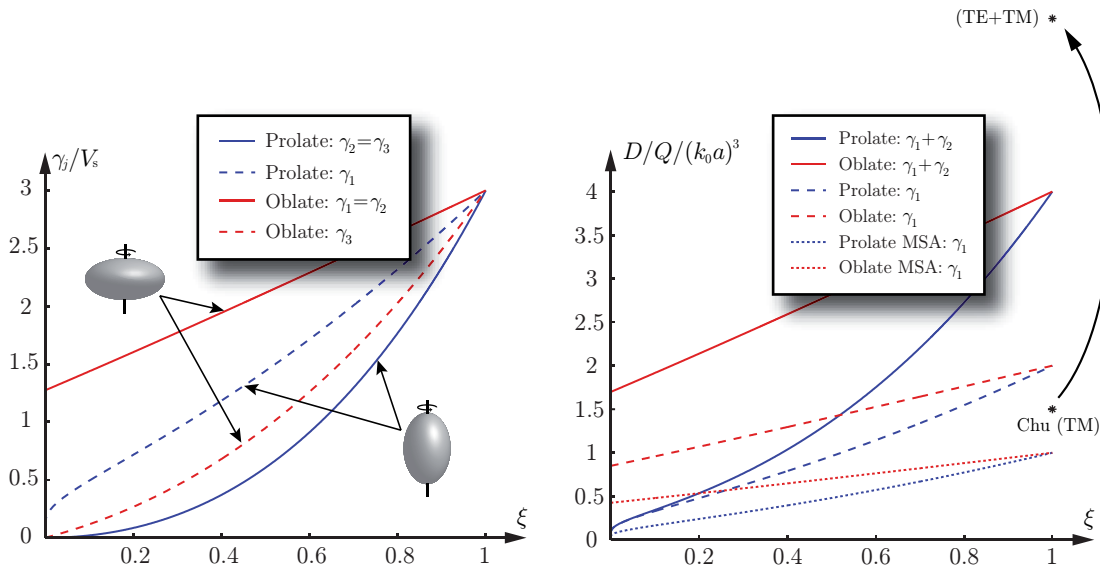 (TE+TM)
γ_j/V_s
Prolate: γ₂=γ₃
Prolate: γ₁
Oblate: γ₁=γ₂
Oblate: γ₃
3
2.5
2
1.5
1
0.5
0
0.2
0.4
0.6
0.8
1
ξ
D/Q/(k₀a)³
Prolate: γ₁+γ₂
Oblate: γ₁+γ₂
Prolate: γ₁
Oblate: γ₁
Prolate MSA: γ₁
Oblate MSA: γ₁
4
3.5
3
2.5
2
1.5
1
0.5
0
Chu (TM)
0.2
0.4
0.6
0.8
1
ξ